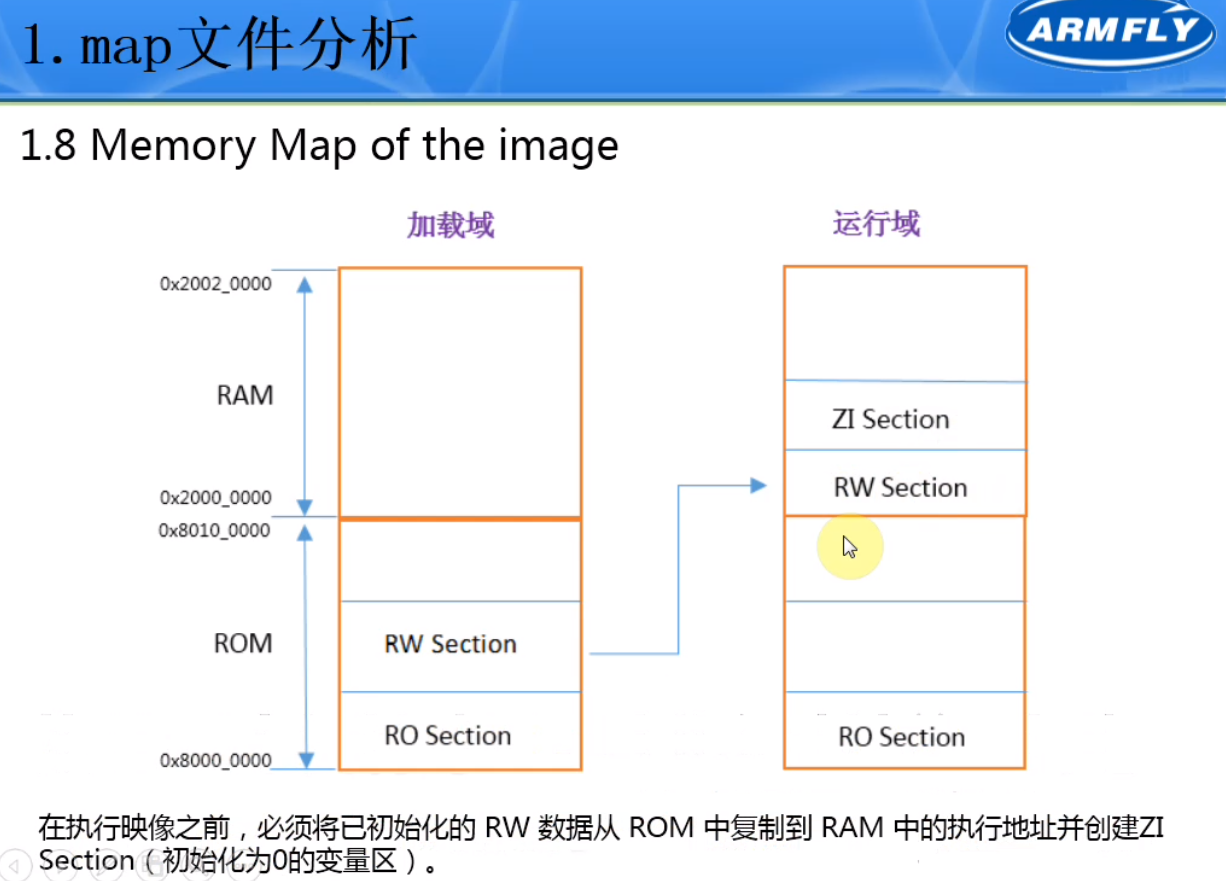 1.map文件分析
ARMFLY
1.8 Memory Map of the image
加载域
运行域
0x2002_0000
RAM
ZI Section
RW Section
0x2000_0000
0x8010_0000
ROM
RW Section
RO Section
RO Section
0x8000_0000
在执行映像之前，必须将已初始化的 RW 数据从 ROM 中复制到 RAM 中的执行地址并创建ZI
Section（初始化为0的变量区）。